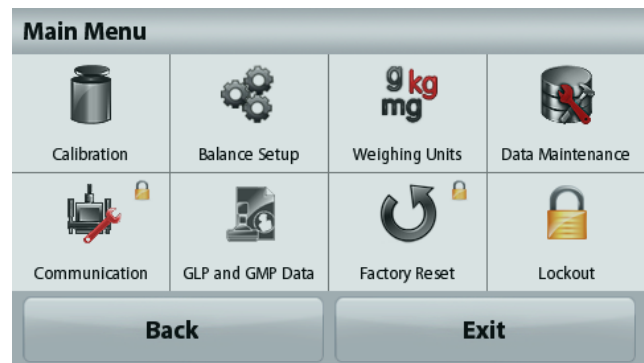 Main Menu
g kg
mg
Calibration
Balance Setup
Weighing Units
Data Maintenance
Communication
GLP and GMP Data
Factory Reset
Lockout
Back
Exit